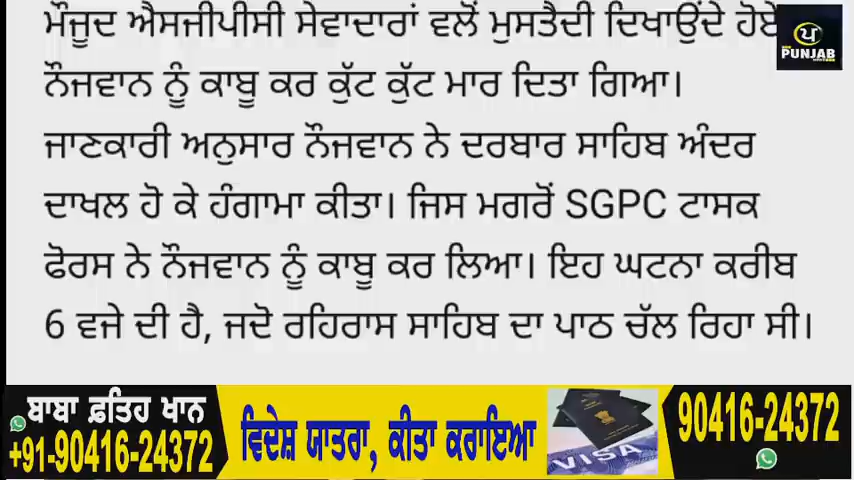 ਮੌਜੂਦ ਐਸਜੀਪੀਸੀ ਸੇਵਾਦਾਰਾਂ ਵਲੋਂ ਮੁਸਤੈਦੀ ਦਿਖਾਉਂਦੇ ਹੋਏ
ਨੌਜਵਾਨ ਨੂੰ ਕਾਬੂ ਕਰ ਕੁੱਟ ਕੁੱਟ ਮਾਰ ਦਿਤਾ ਗਿਆ।
ਜਾਣਕਾਰੀ ਅਨੁਸਾਰ ਨੌਜਵਾਨ ਨੇ ਦਰਬਾਰ ਸਾਹਿਬ ਅੰਦਰ
ਦਾਖਲ ਹੋ ਕੇ ਹੰਗਾਮਾ ਕੀਤਾ। ਜਿਸ ਮਗਰੋਂ SGPC ਟਾਸਕ
ਫੋਰਸ ਨੇ ਨੌਜਵਾਨ ਨੂੰ ਕਾਬੂ ਕਰ ਲਿਆ। ਇਹ ਘਟਨਾ ਕਰੀਬ
6 ਵਜੇ ਦੀ ਹੈ, ਜਦੋ ਰਹਿਰਾਸ ਸਾਹਿਬ ਦਾ ਪਾਠ ਚੱਲ ਰਿਹਾ ਸੀ।
ਪ
PUNJAB
ਬਾਬਾ ਫ਼ਤਿਹ ਖਾਨ
+91-90416-24372
ਵਿਦੇਸ਼ ਯਾਤਰਾ, ਕੀਤਾ ਕਰਾਇਆ
VISA
90416-24372